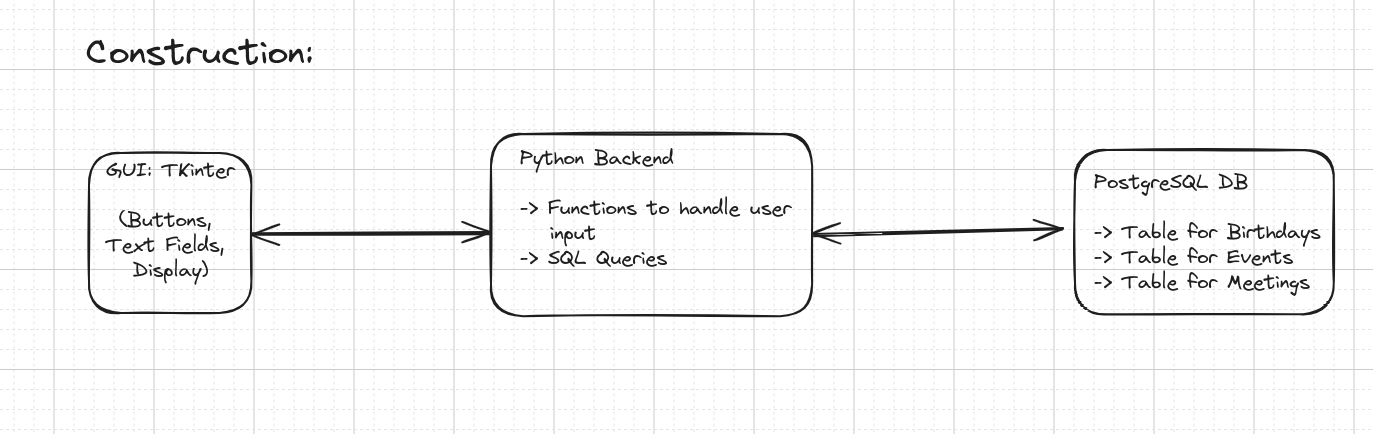 Construction:
GUI: TKinter
(Buttons,
Text Fields,
Display)
Python Backend
-> Functions to handle user
input
-> SQL Queries
PostgreSQL DB
-> Table for Birthdays
-> Table for Events
-> Table for Meetings